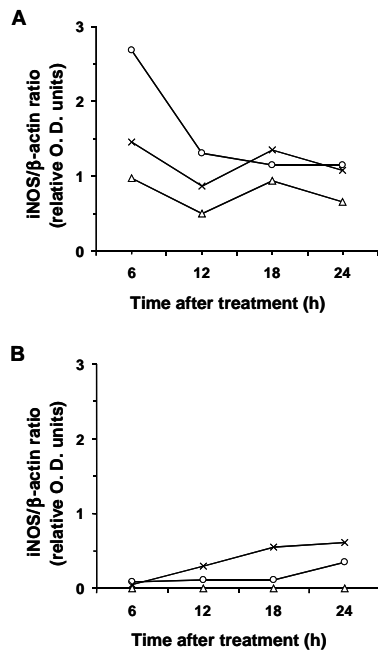 A
iNOS/β-actin ratio
(relative O. D. units)
3
2
1
0
6 12 18 24
Time after treatment (h)
B
iNOS/β-actin ratio
(relative O. D. units)
3
2
1
0
6 12 18 24
Time after treatment (h)